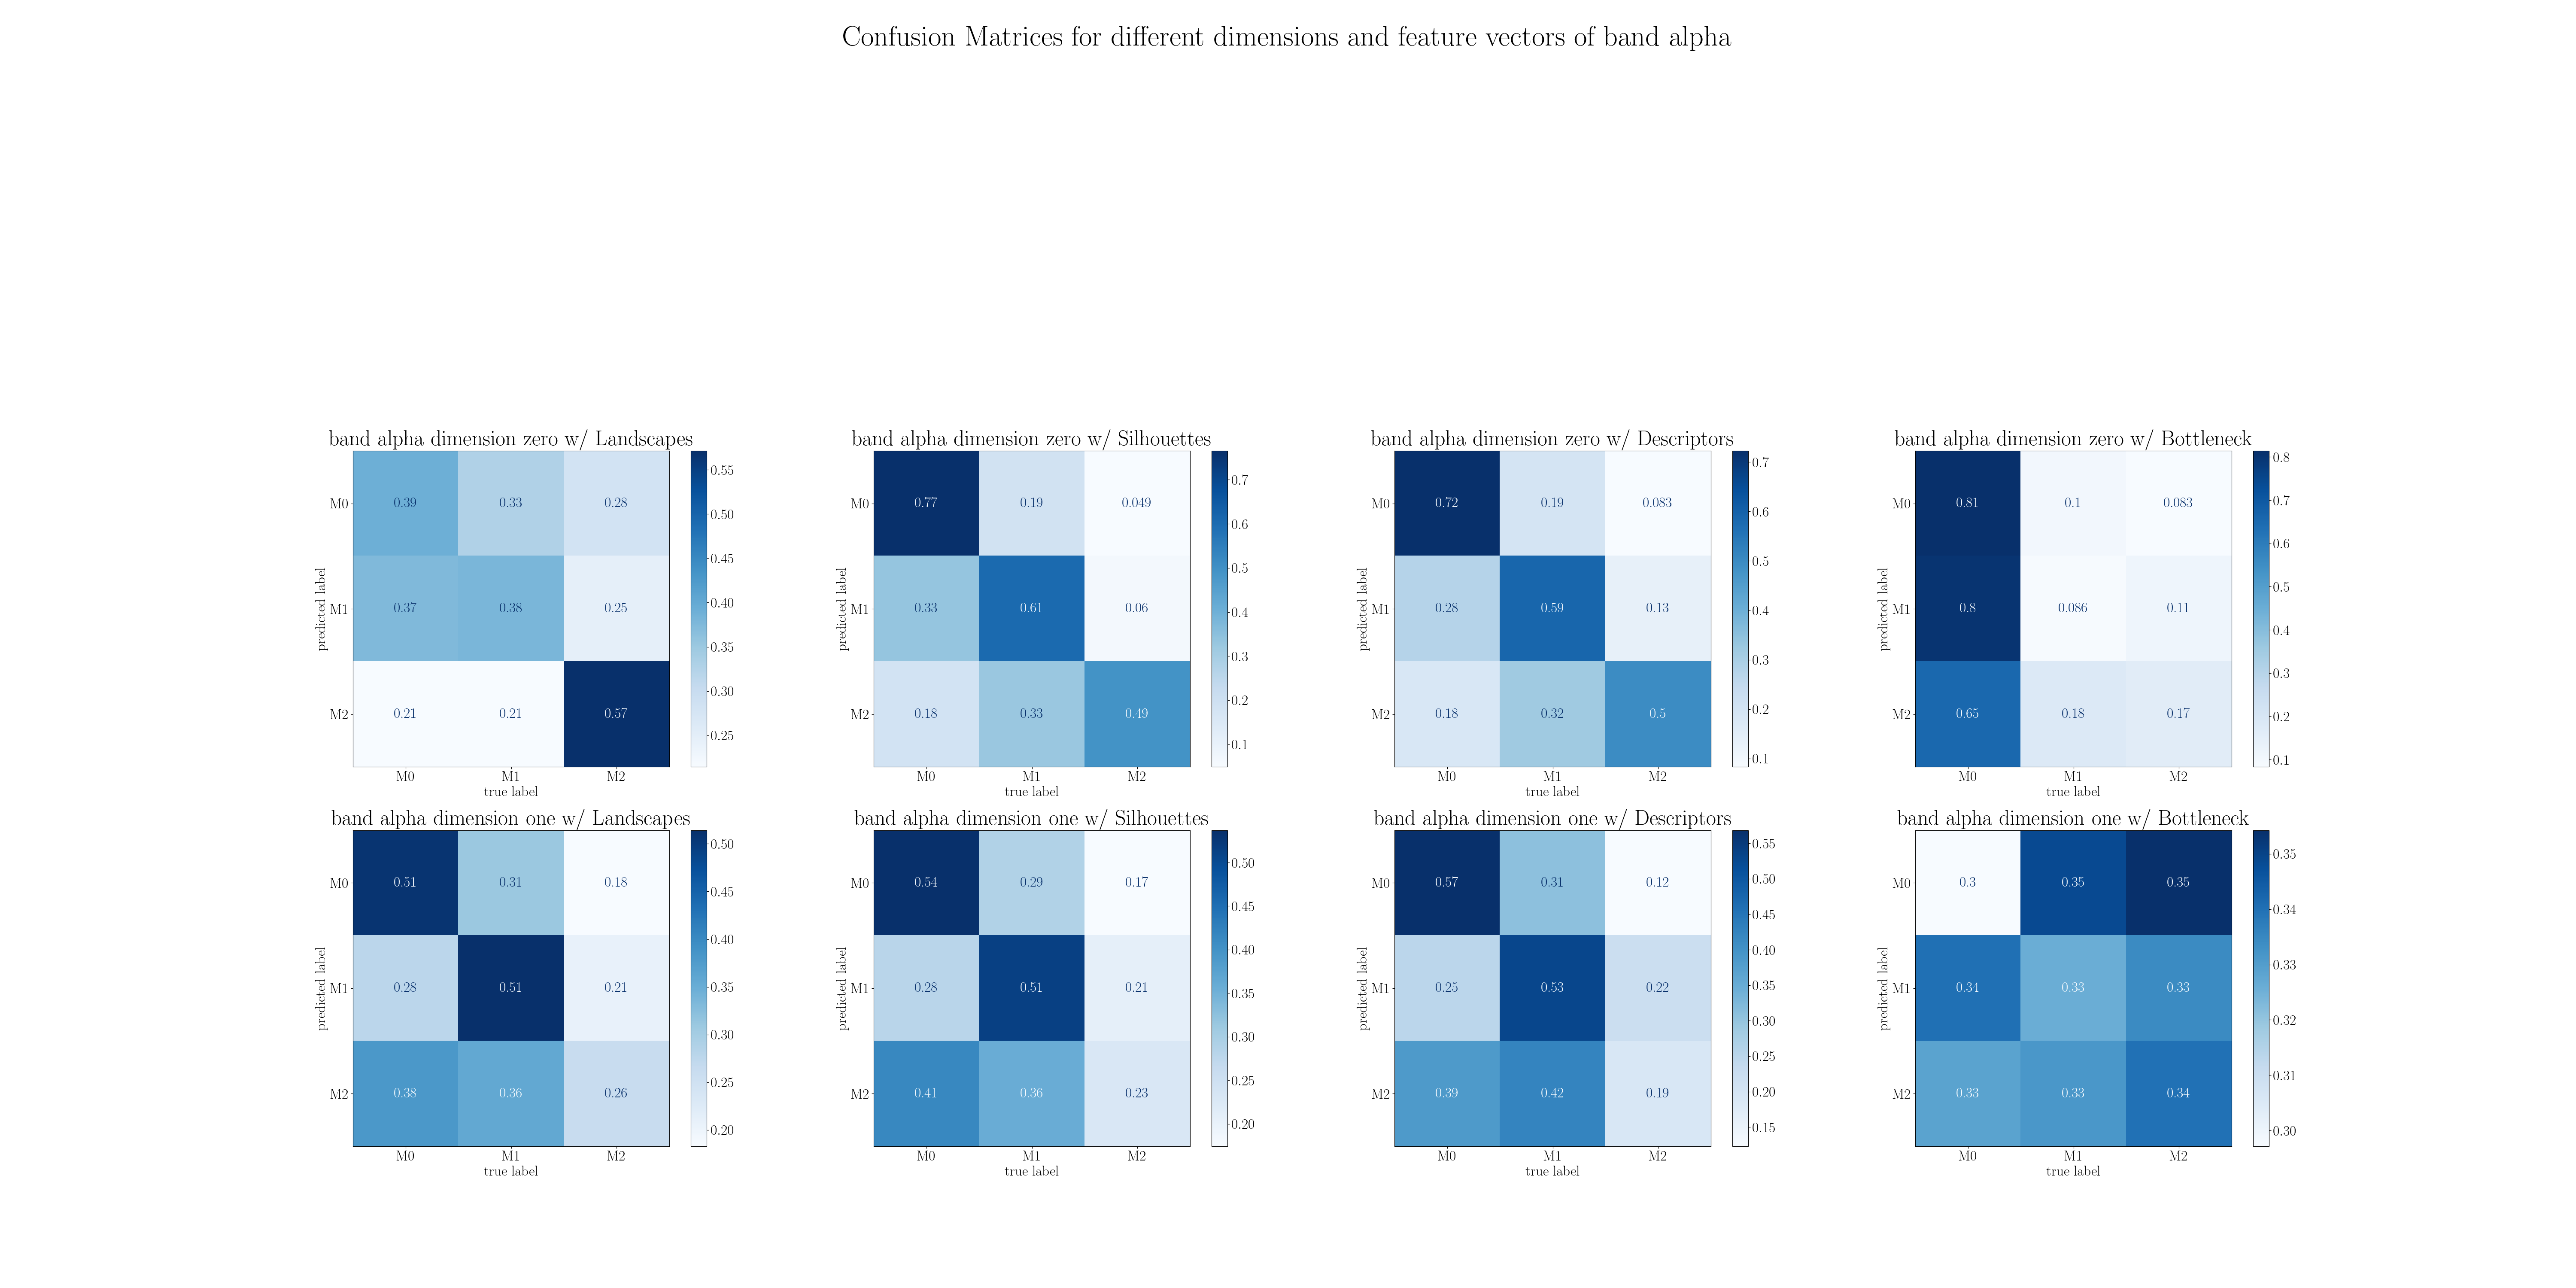 Confusion Matrices for different dimensions and feature vectors of band alpha
band alpha dimension zero w/ Landscapes
predicted label
M0 0.39 0.33 0.28
M1 0.37 0.38 0.25
M2 0.21 0.21 0.57
M0 M1 M2
true label
0.55
0.50
0.45
0.40
0.35
0.30
0.25
band alpha dimension zero w/ Silhouettes
predicted label
M0 0.77 0.19 0.049
M1 0.33 0.61 0.06
M2 0.18 0.33 0.49
M0 M1 M2
true label
0.7
0.6
0.5
0.4
0.3
0.2
0.1
band alpha dimension zero w/ Descriptors
predicted label
M0 0.72 0.19 0.083
M1 0.28 0.59 0.13
M2 0.18 0.32 0.5
M0 M1 M2
true label
0.7
0.6
0.5
0.4
0.3
0.2
0.1
band alpha dimension zero w/ Bottleneck
predicted label
M0 0.81 0.1 0.083
M1 0.8 0.086 0.11
M2 0.65 0.18 0.17
M0 M1 M2
true label
0.8
0.7
0.6
0.5
0.4
0.3
0.2
0.1
band alpha dimension one w/ Landscapes
predicted label
M0 0.51 0.31 0.18
M1 0.28 0.51 0.21
M2 0.38 0.36 0.26
M0 M1 M2
true label
0.50
0.45
0.40
0.35
0.30
0.25
0.20
band alpha dimension one w/ Silhouettes
predicted label
M0 0.54 0.29 0.17
M1 0.28 0.51 0.21
M2 0.41 0.36 0.23
M0 M1 M2
true label
0.50
0.45
0.40
0.35
0.30
0.25
0.20
band alpha dimension one w/ Descriptors
predicted label
M0 0.57 0.31 0.12
M1 0.25 0.53 0.22
M2 0.39 0.42 0.19
M0 M1 M2
true label
0.55
0.50
0.45
0.40
0.35
0.30
0.25
0.20
0.15
band alpha dimension one w/ Bottleneck
predicted label
M0 0.3 0.35 0.35
M1 0.34 0.33 0.33
M2 0.33 0.33 0.34
M0 M1 M2
true label
0.35
0.34
0.33
0.32
0.31
0.30